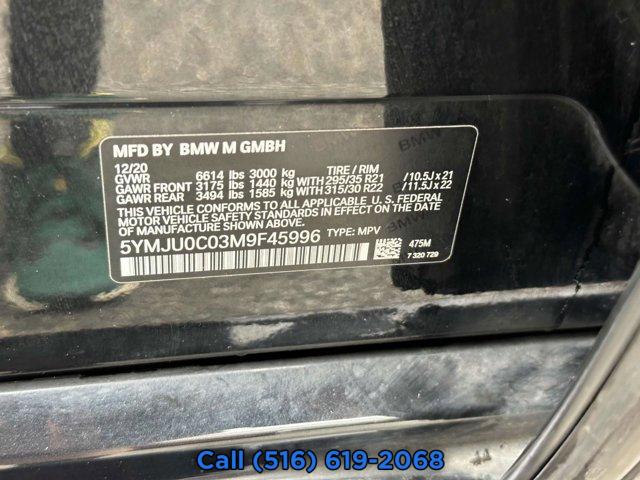 MFD BY BMW M GMBH
12/20
GVWR 6614 lbs 3000 kg TIRE / RIM
GAWR FRONT 3175 lbs 1440 kg WITH 295/35 R21 / 10.5J x 21
GAWR REAR 3494 lbs 1585 kg WITH 315/30 R22 / 11.5J x 22
THIS VEHICLE CONFORMS TO ALL APPLICABLE U. S. FEDERAL
MOTOR VEHICLE SAFETY STANDARDS IN EFFECT ON THE
DATE OF MANUFACTURE SHOWN ABOVE.
5YMJU0C03M9F45996 TYPE: MPV
475M
7 320 729
BMW
Call (516) 619-2068